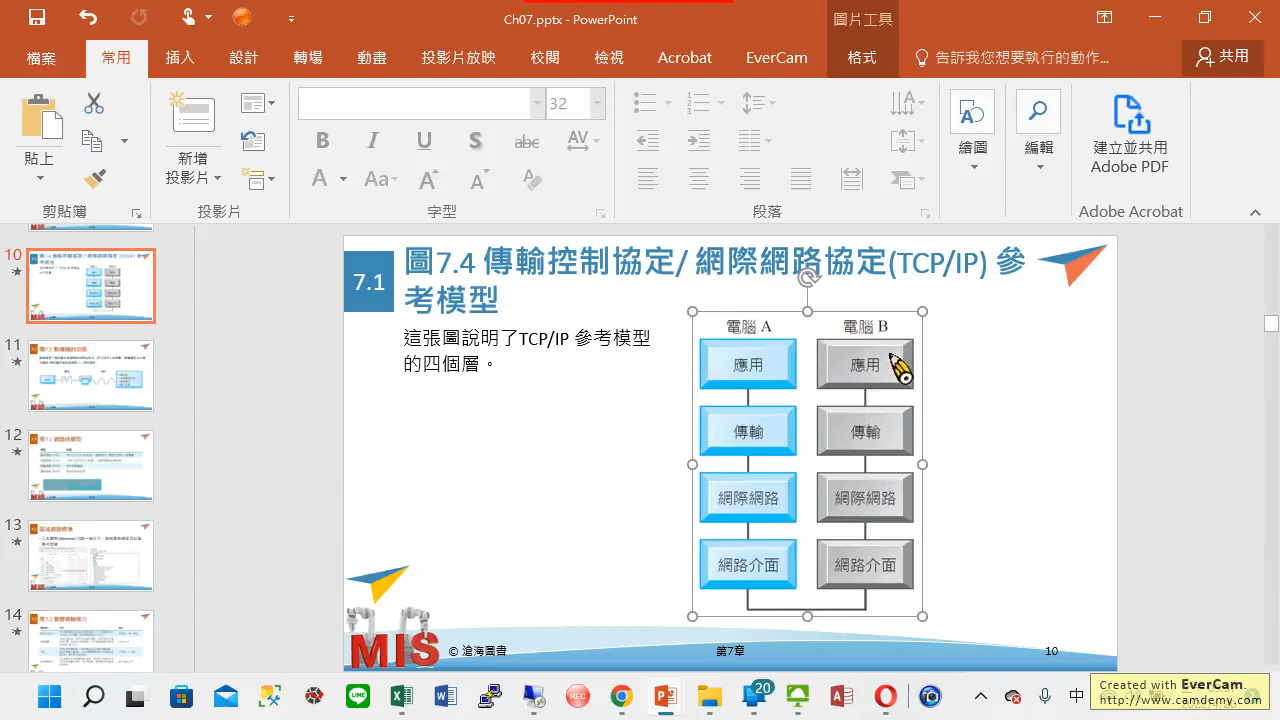 Ch07.pptx - PowerPoint
圖片工具
檔案
常用
插入
設計
轉場
動畫
投影片放映
校閱
檢視
Acrobat
EverCam
格式
告訴我您想要執行的動作...
共用
貼上
新增
投影片
32
B I U S abc AV
A Aa A A A
繪圖
編輯
建立並共用
Adobe PDF
剪貼簿
投影片
字型
段落
Adobe Acrobat
10
11
12
13
14
7.1
圖7.4 傳輸控制協定/ 網際網路協定(TCP/IP) 參
考模型
這張圖說明了TCP/IP 參考模型
的四個層。
電腦 A
電腦 B
應用
應用
傳輸
傳輸
網際網路
網際網路
網路介面
網路介面
MIS
第7章
10
LINE
REC
20
中
Created with EverCam.
http://www.camdemy.com